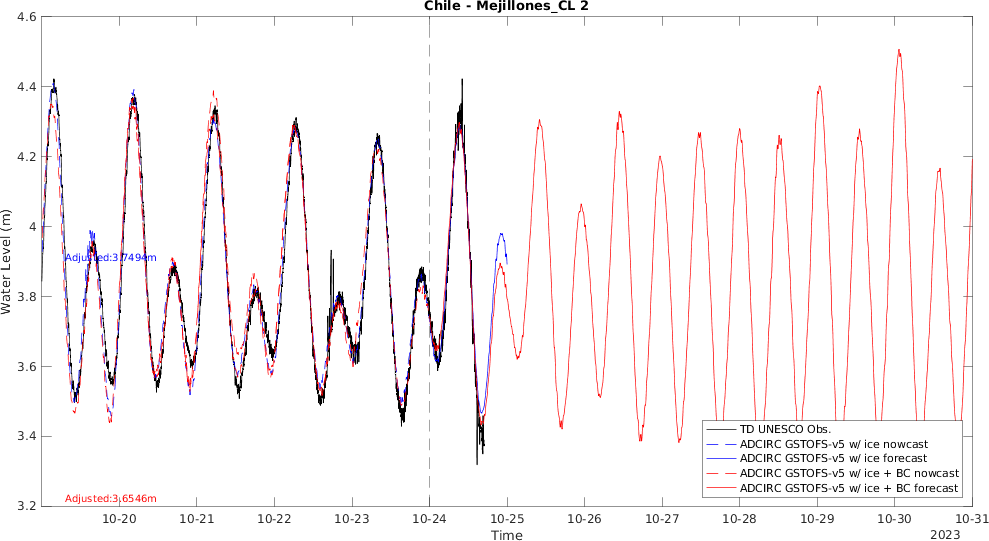 Chile - Mejillones_CL 2
4.6
4.4
4.2
4
3.8
3.6
3.4
3.2
Water Level (m)
Adjusted:3.7494m
Adjusted:3.6546m
TD UNESCO Obs.
ADCIRC GSTOFS-v5 w/ ice nowcast
ADCIRC GSTOFS-v5 w/ ice forecast
ADCIRC GSTOFS-v5 w/ ice + BC nowcast
ADCIRC GSTOFS-v5 w/ ice + BC forecast
10-20 10-21 10-22 10-23 10-24 10-25 10-26 10-27 10-28 10-29 10-30 10-31
Time
2023